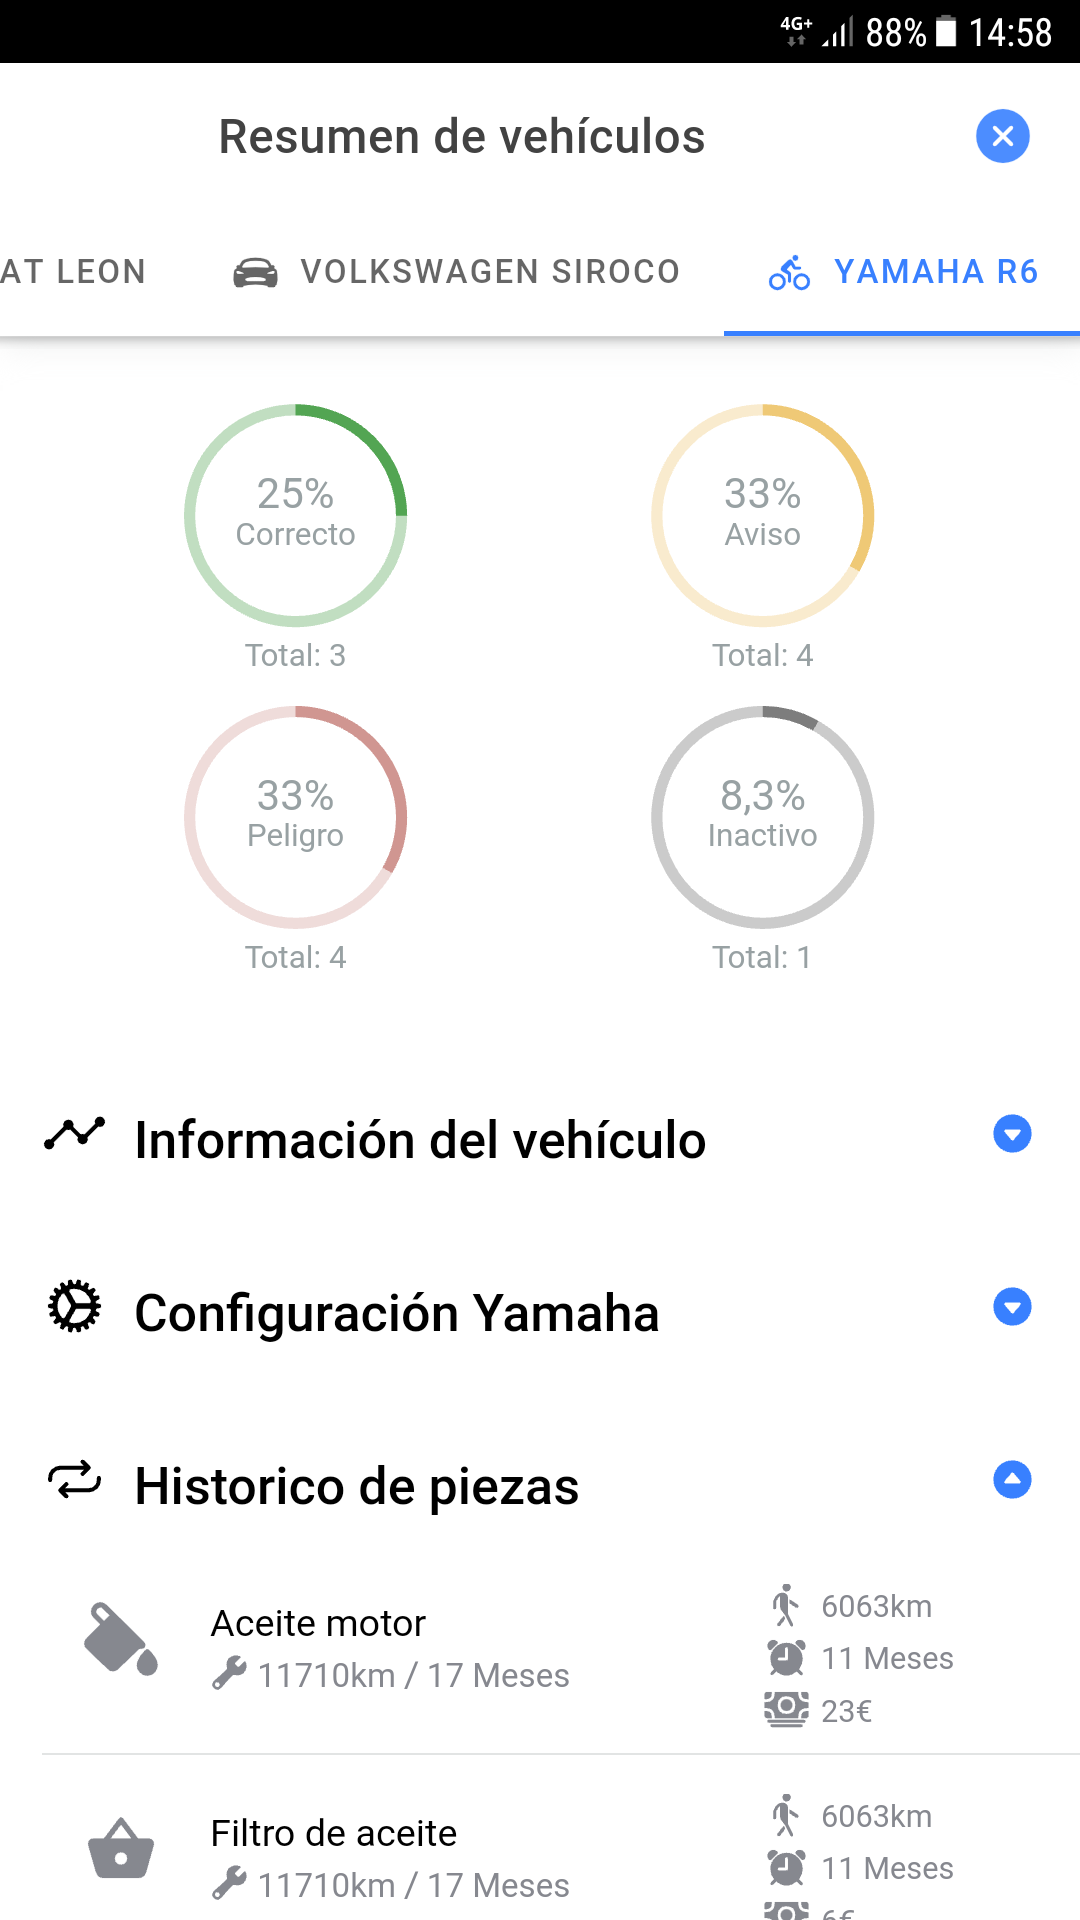 4G+ 88% 14:58
Resumen de vehículos
AT LEON VOLKSWAGEN SIROCO YAMAHA R6
25% 33%
Correcto Aviso
Total: 3 Total: 4
33% 8,3%
Peligro Inactivo
Total: 4 Total: 1
Información del vehículo
Configuración Yamaha
Historico de piezas
Aceite motor
11710km / 17 Meses
6063km
11 Meses
23€
Filtro de aceite
11710km / 17 Meses
6063km
11 Meses
6€